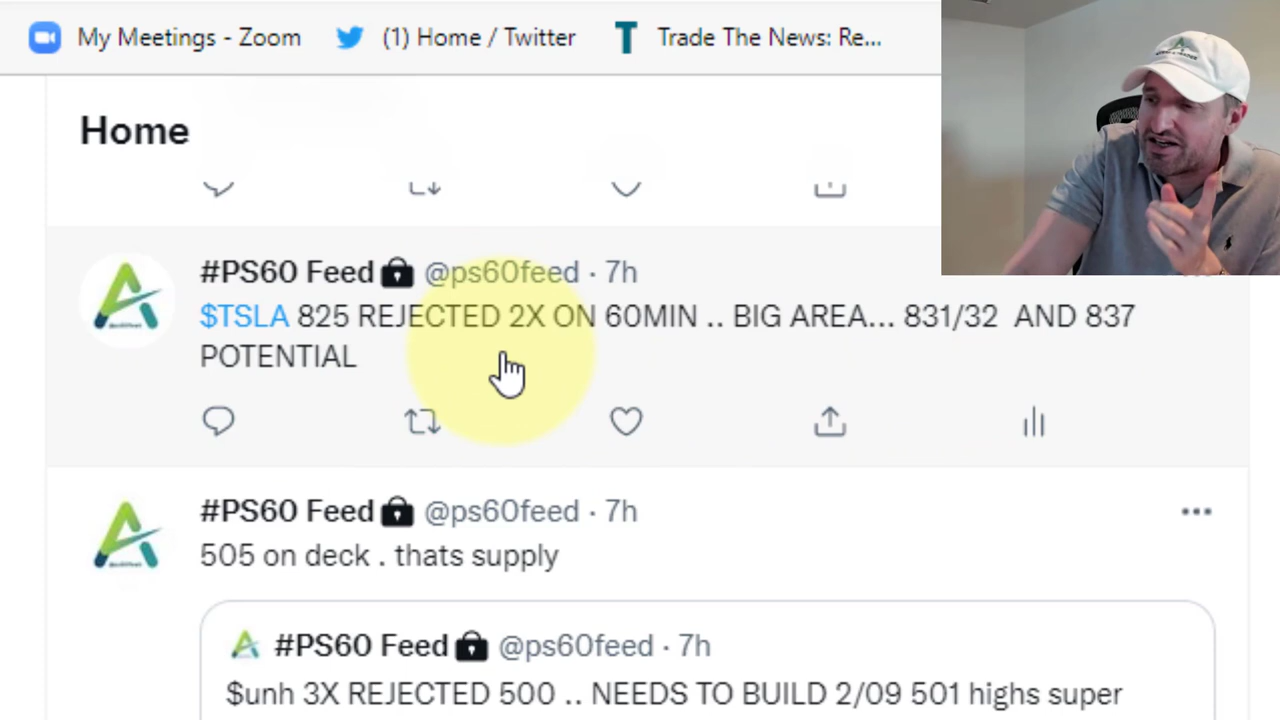 My Meetings - Zoom (1) Home / Twitter Trade The News: Re...
Home
#PS60 Feed🔒 @ps60feed · 7h
$TSLA 825 REJECTED 2X ON 60MIN .. BIG AREA... 831/32 AND 837
POTENTIAL
#PS60 Feed🔒 @ps60feed · 7h
505 on deck . thats supply
#PS60 Feed🔒 @ps60feed · 7h
$unh 3X REJECTED 500 .. NEEDS TO BUILD 2/09 501 highs super